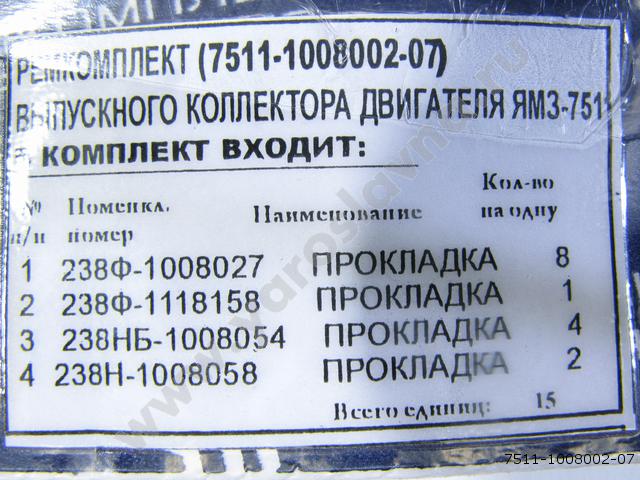 РЕМКОМПЛЕКТ (7511-1008002-07)
ВЫПУСКНОГО КОЛЛЕКТОРА ДВИГАТЕЛЯ ЯМЗ-7511
В КОМПЛЕКТ ВХОДИТ:
№ п/п Номенкл. номер Наименование Кол-во на одну
1 238Ф-1008027 ПРОКЛАДКА 8
2 238Ф-1118158 ПРОКЛАДКА 1
3 238НБ-1008054 ПРОКЛАДКА 4
4 238Н-1008058 ПРОКЛАДКА 2
Всего единиц: 15
7511-1008002-07